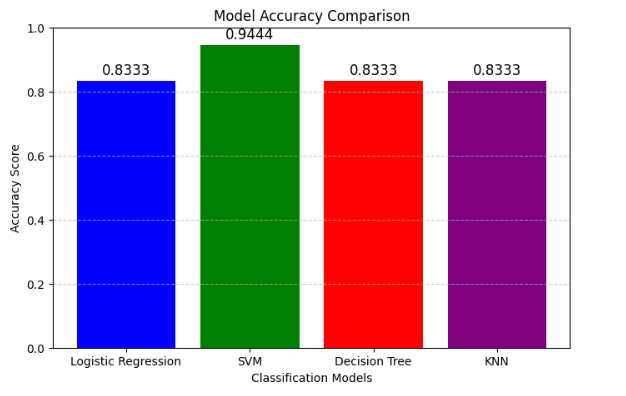 Model Accuracy Comparison
1.0
0.8
0.6
0.4
0.2
0.0
Accuracy Score
0.8333
0.9444
0.8333
0.8333
Logistic Regression
SVM
Decision Tree
KNN
Classification Models